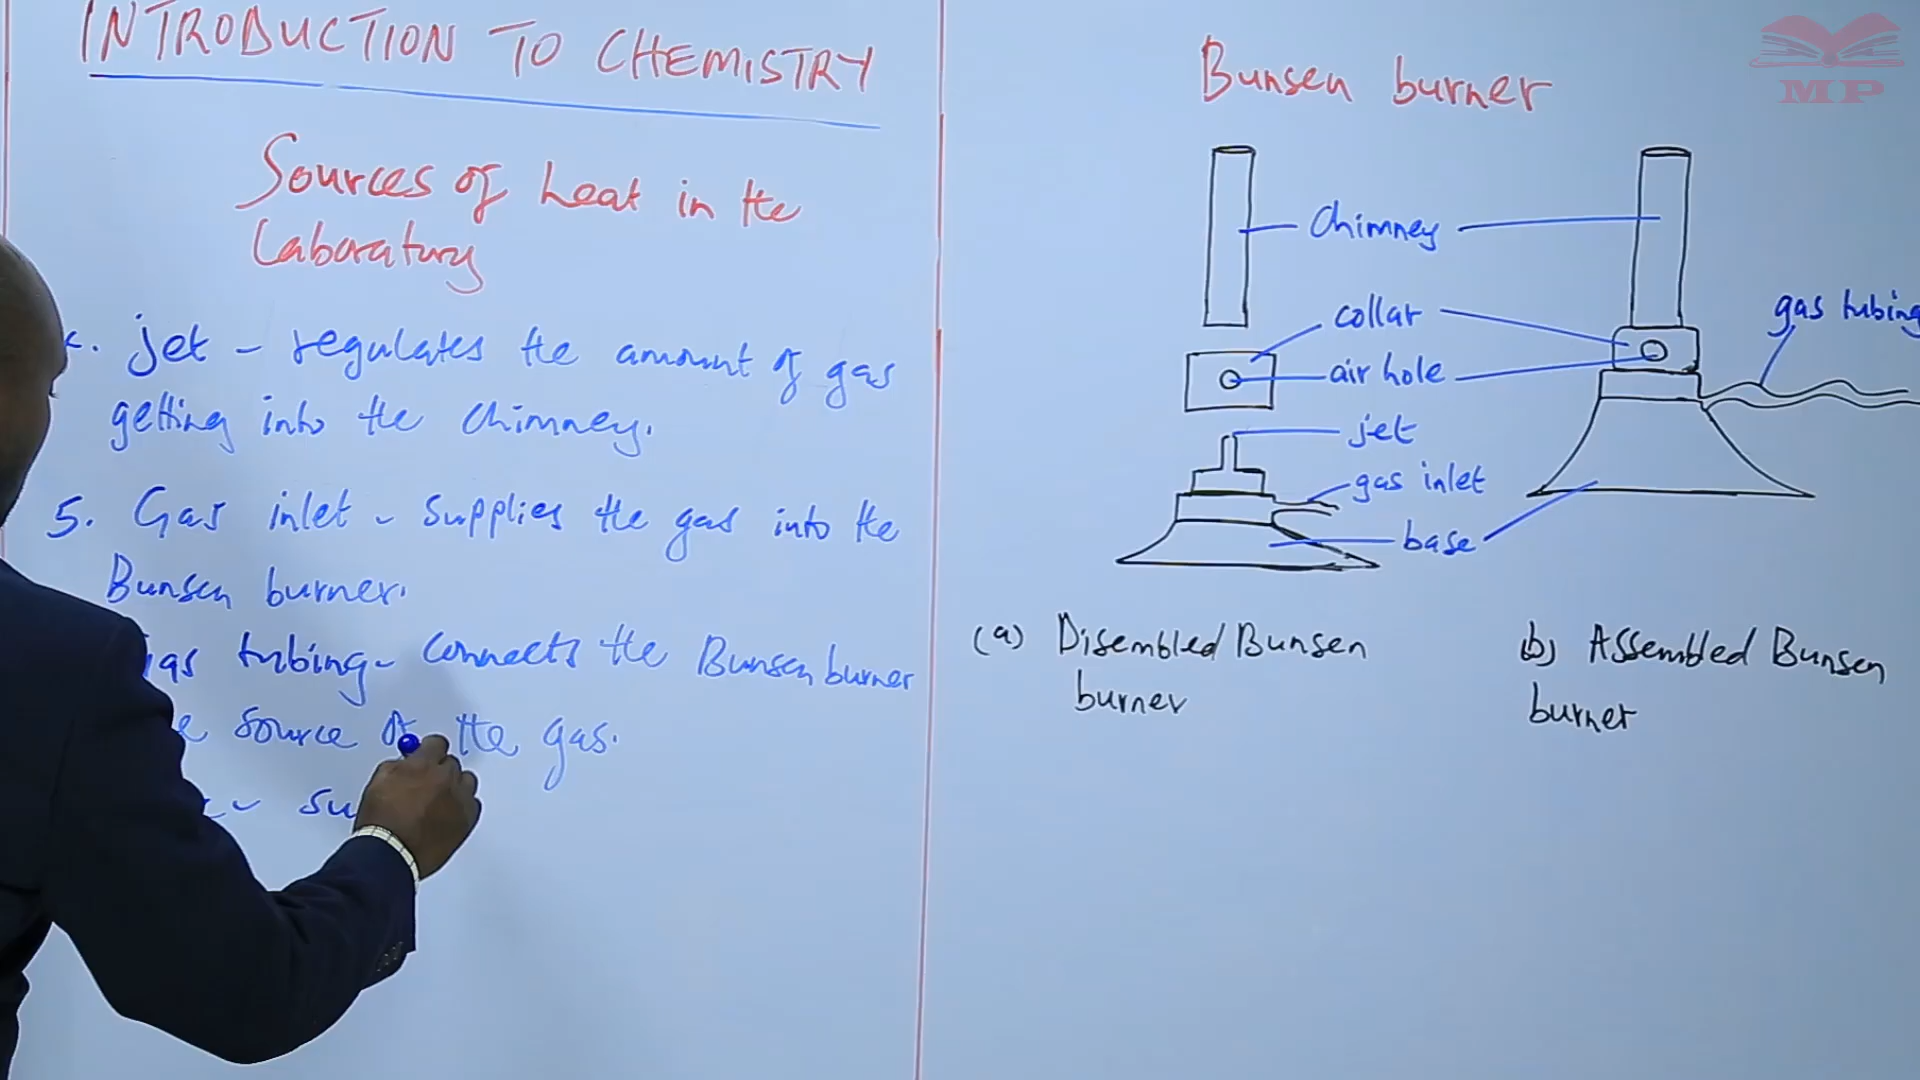 INTRODUCTION TO CHEMISTRY
Sources of heat in the
Laboratory
jet - regulates the amount of gas
getting into the chimney.
5. Gas inlet - supplies the gas into the
Bunsen burner.
gas tubing - connects the Bunsen burner
source of the gas.
Bunsen burner
chimney
collar
air hole
jet
gas inlet
base
gas tubing
(a) Disembled Bunsen
burner
b) Assembled Bunsen
burner
MP